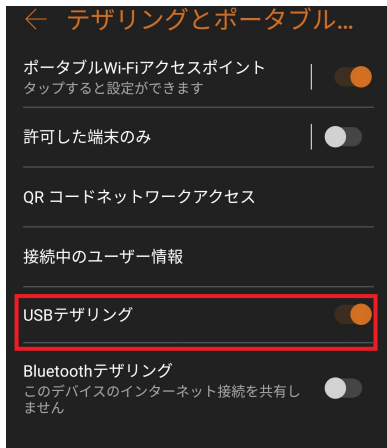 テザリングとポータブル...
ポータブルWi-Fiアクセスポイント
タップすると設定ができます
許可した端末のみ
QR コードネットワークアクセス
接続中のユーザー情報
USBテザリング
Bluetoothテザリング
このデバイスのインターネット接続を共有し
ません